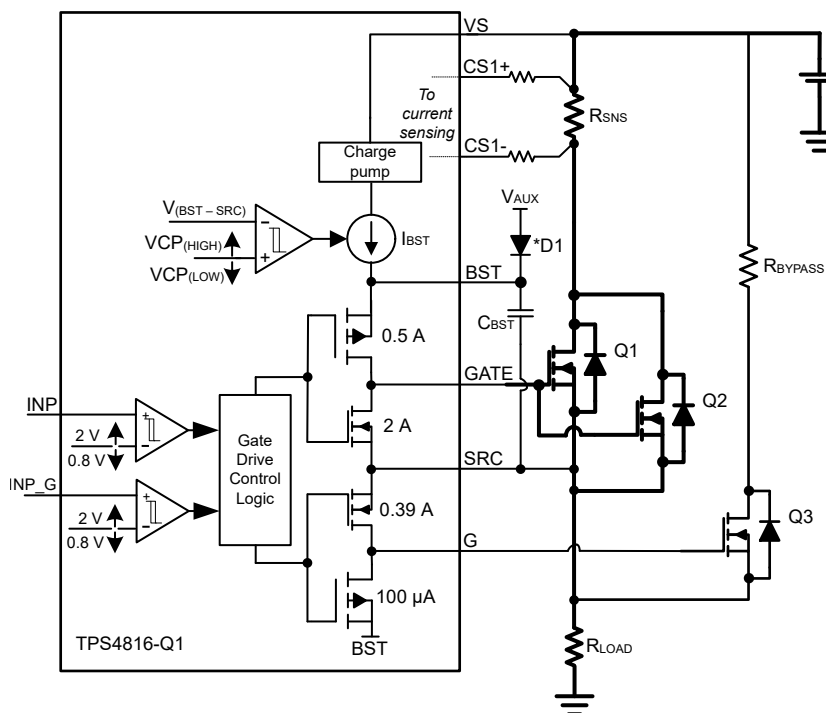 VS
CS1+
To
current
sensing
RSNS
CS1-
Charge
pump
VAUX
V(BST – SRC)
*D1
IBST
VCP(HIGH)
VCP(LOW)
BST
RBYPASS
CBST
0.5 A
Q1
GATE
Q2
INP
2 V
0.8 V
2 A
Gate
Drive
Control
Logic
SRC
INP_G
0.39 A
2 V
0.8 V
Q3
G
100 µA
TPS4816-Q1
BST
RLOAD